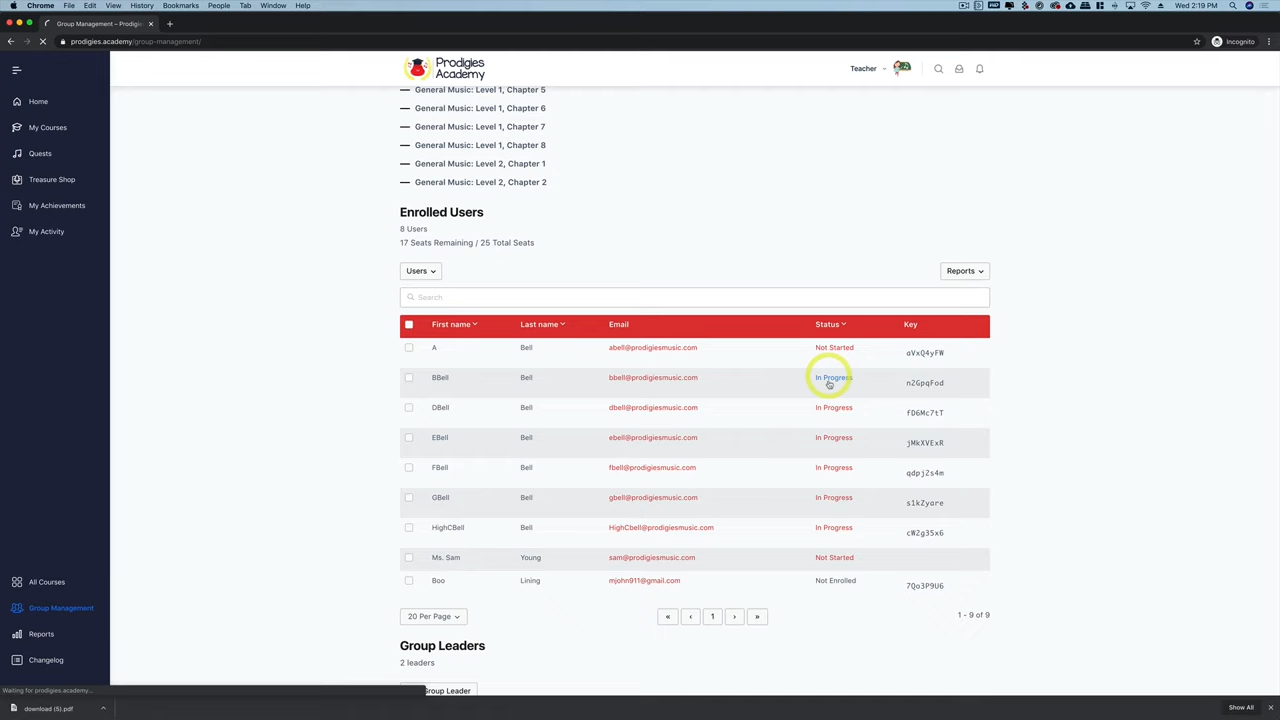 Chrome File Edit View History Bookmarks People Tab Window Help
Wed 2:19 PM
Group Management – Prodigie
prodigies.academy/group-management/
Incognito
Prodigies
Academy
Teacher
Home
My Courses
Quests
Treasure Shop
My Achievements
My Activity
All Courses
Group Management
Reports
Changelog
General Music: Level 1, Chapter 5
General Music: Level 1, Chapter 6
General Music: Level 1, Chapter 7
General Music: Level 1, Chapter 8
General Music: Level 2, Chapter 1
General Music: Level 2, Chapter 2
Enrolled Users
8 Users
17 Seats Remaining / 25 Total Seats
Users
Reports
Search
First name Last name Email Status Key
A Bell abell@prodigiesmusic.com Not Started aVxQ4yFW
BBell Bell bbell@prodigiesmusic.com In Progress n2GpqFod
DBell Bell dbell@prodigiesmusic.com In Progress fD6Mc7tT
EBell Bell ebell@prodigiesmusic.com In Progress jMkXVExR
FBell Bell fbell@prodigiesmusic.com In Progress qdpj2s4m
GBell Bell gbell@prodigiesmusic.com In Progress s1kZyare
HighCBell Bell HighCbell@prodigiesmusic.com In Progress cW2g35x6
Ms. Sam Young sam@prodigiesmusic.com Not Started
Boo Lining mjohn911@gmail.com Not Enrolled 7Qo3P9U6
20 Per Page « ‹ 1 › » 1 - 9 of 9
Group Leaders
2 leaders
Group Leader
Waiting for prodigies.academy...
download (5).pdf
Show All